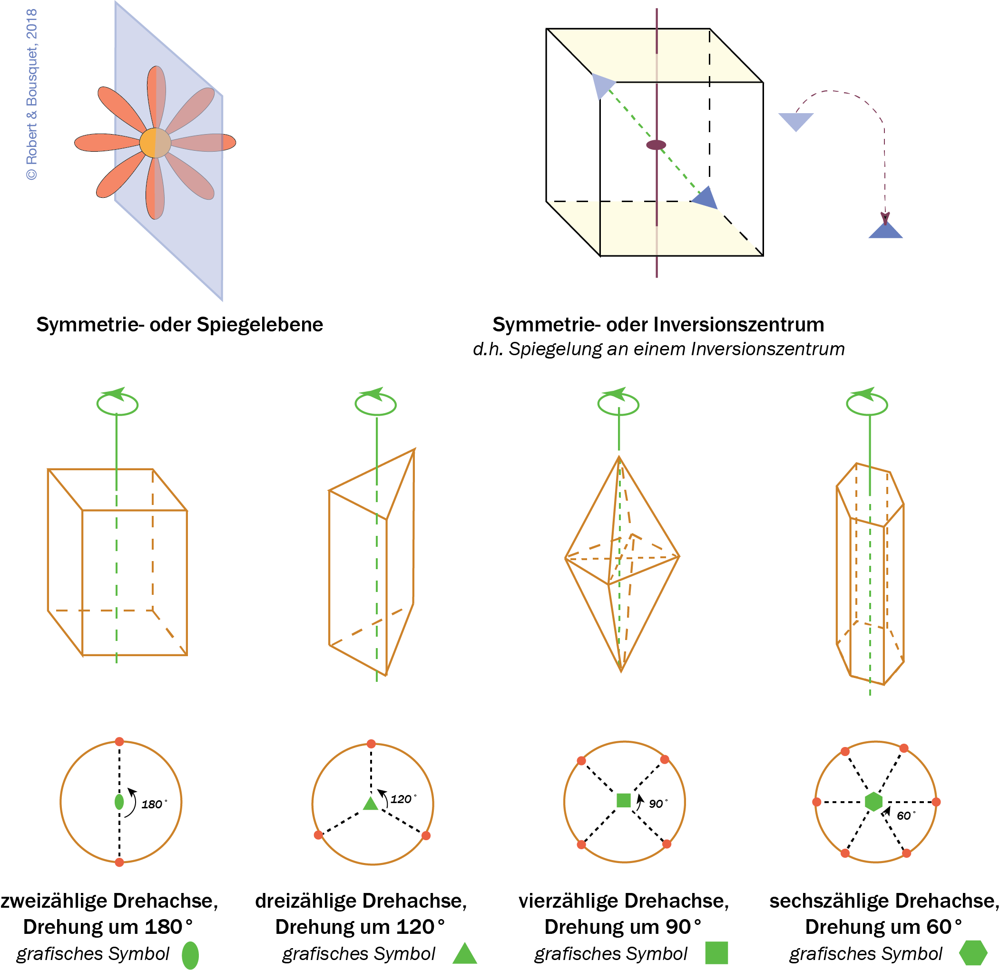 © Robert & Bousquet, 2018
Symmetrie- oder Spiegelebene
Symmetrie- oder Inversionszentrum
d.h. Spiegelung an einem Inversionszentrum
180°
120°
90°
60°
zweizählige Drehachse,
Drehung um 180°
grafisches Symbol
dreizählige Drehachse,
Drehung um 120°
grafisches Symbol
vierzählige Drehachse,
Drehung um 90°
grafisches Symbol
sechszählige Drehachse,
Drehung um 60°
grafisches Symbol